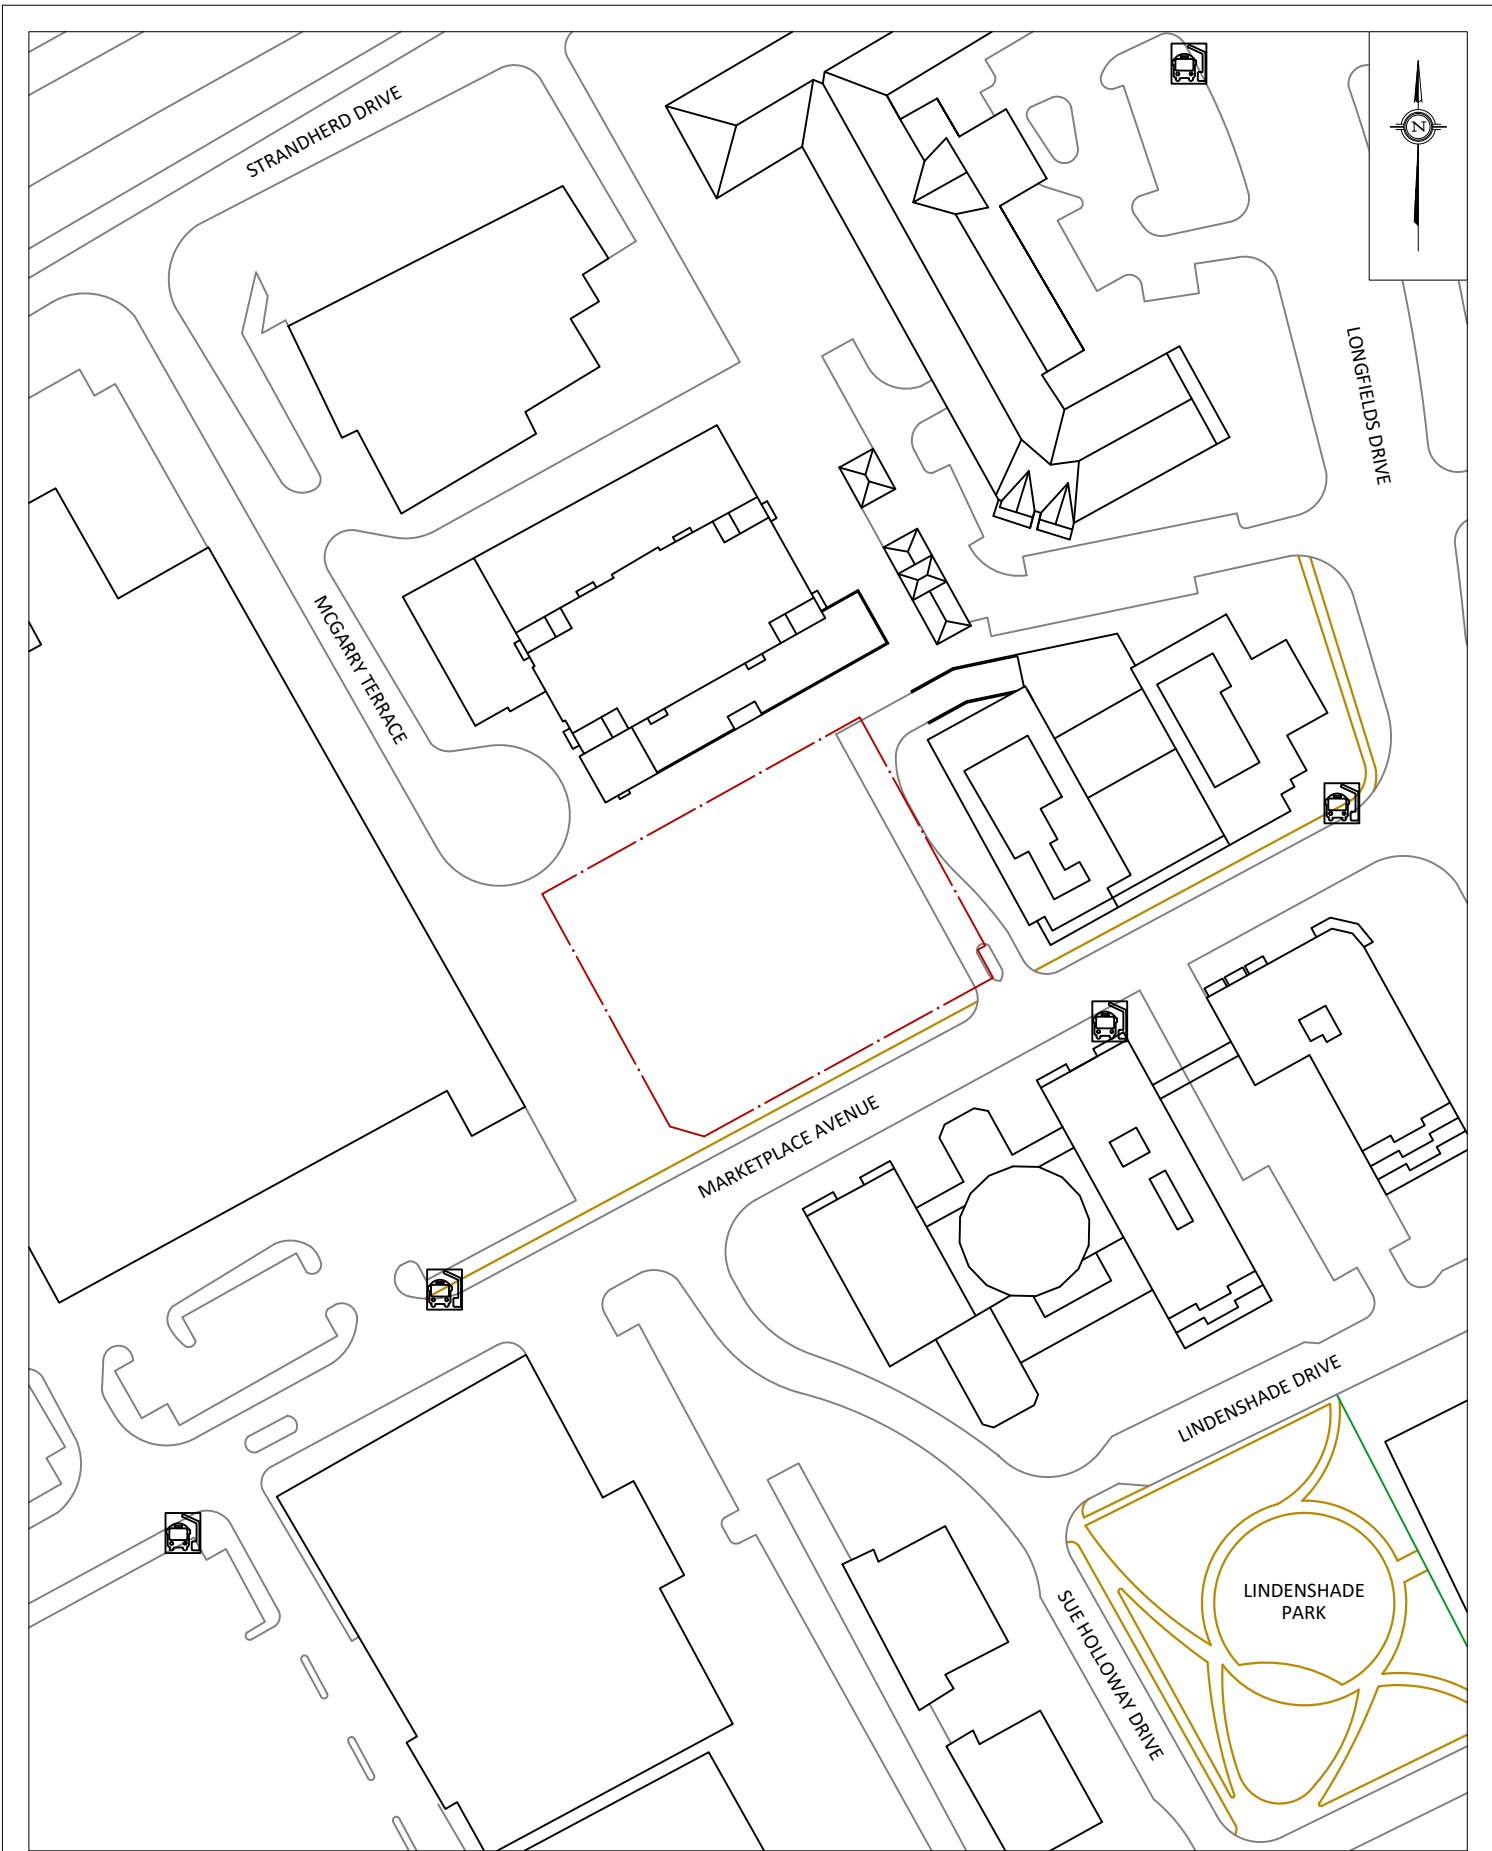 STRANDHERD DRIVE
N
LONGFIELDS DRIVE
MCGARRY TERRACE
MARKETPLACE AVENUE
LINDENSHADE DRIVE
LINDENSHADE
PARK
SUE HOLLOWAY DRIVE